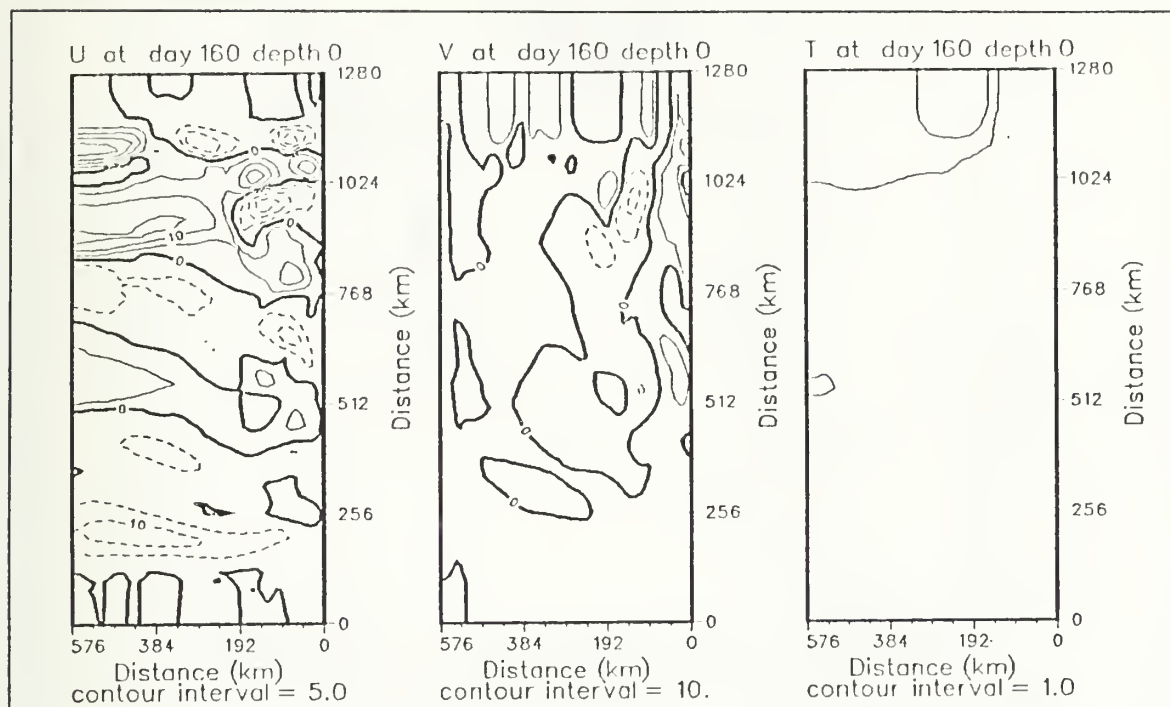 U at day 160 depth 0
V at day 160 depth 0
T at day 160 depth 0
1280
1024
768
512
256
0
Distance (km)
576 384 192 0
Distance (km)
contour interval = 5.0
0
10
0
0
10
1280
1024
768
512
256
0
Distance (km)
576 384 192 0
Distance (km)
contour interval = 10.
0
0
0
0
0
0
1280
1024
768
512
256
0
Distance (km)
576 384 192 0
Distance (km)
contour interval = 1.0